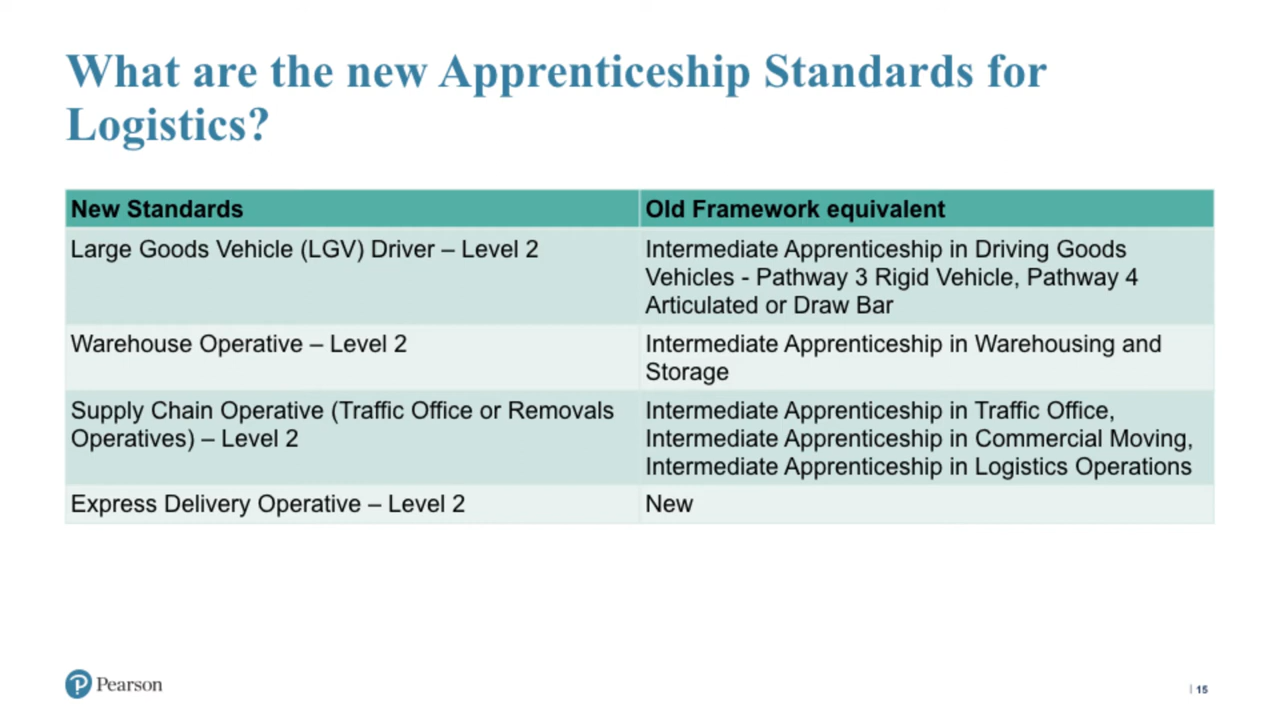 What are the new Apprenticeship Standards for
Logistics?
New Standards
Old Framework equivalent
Large Goods Vehicle (LGV) Driver – Level 2
Intermediate Apprenticeship in Driving Goods
Vehicles - Pathway 3 Rigid Vehicle, Pathway 4
Articulated or Draw Bar
Warehouse Operative – Level 2
Intermediate Apprenticeship in Warehousing and
Storage
Supply Chain Operative (Traffic Office or Removals
Operatives) – Level 2
Intermediate Apprenticeship in Traffic Office,
Intermediate Apprenticeship in Commercial Moving,
Intermediate Apprenticeship in Logistics Operations
Express Delivery Operative – Level 2
New
Pearson
| 15